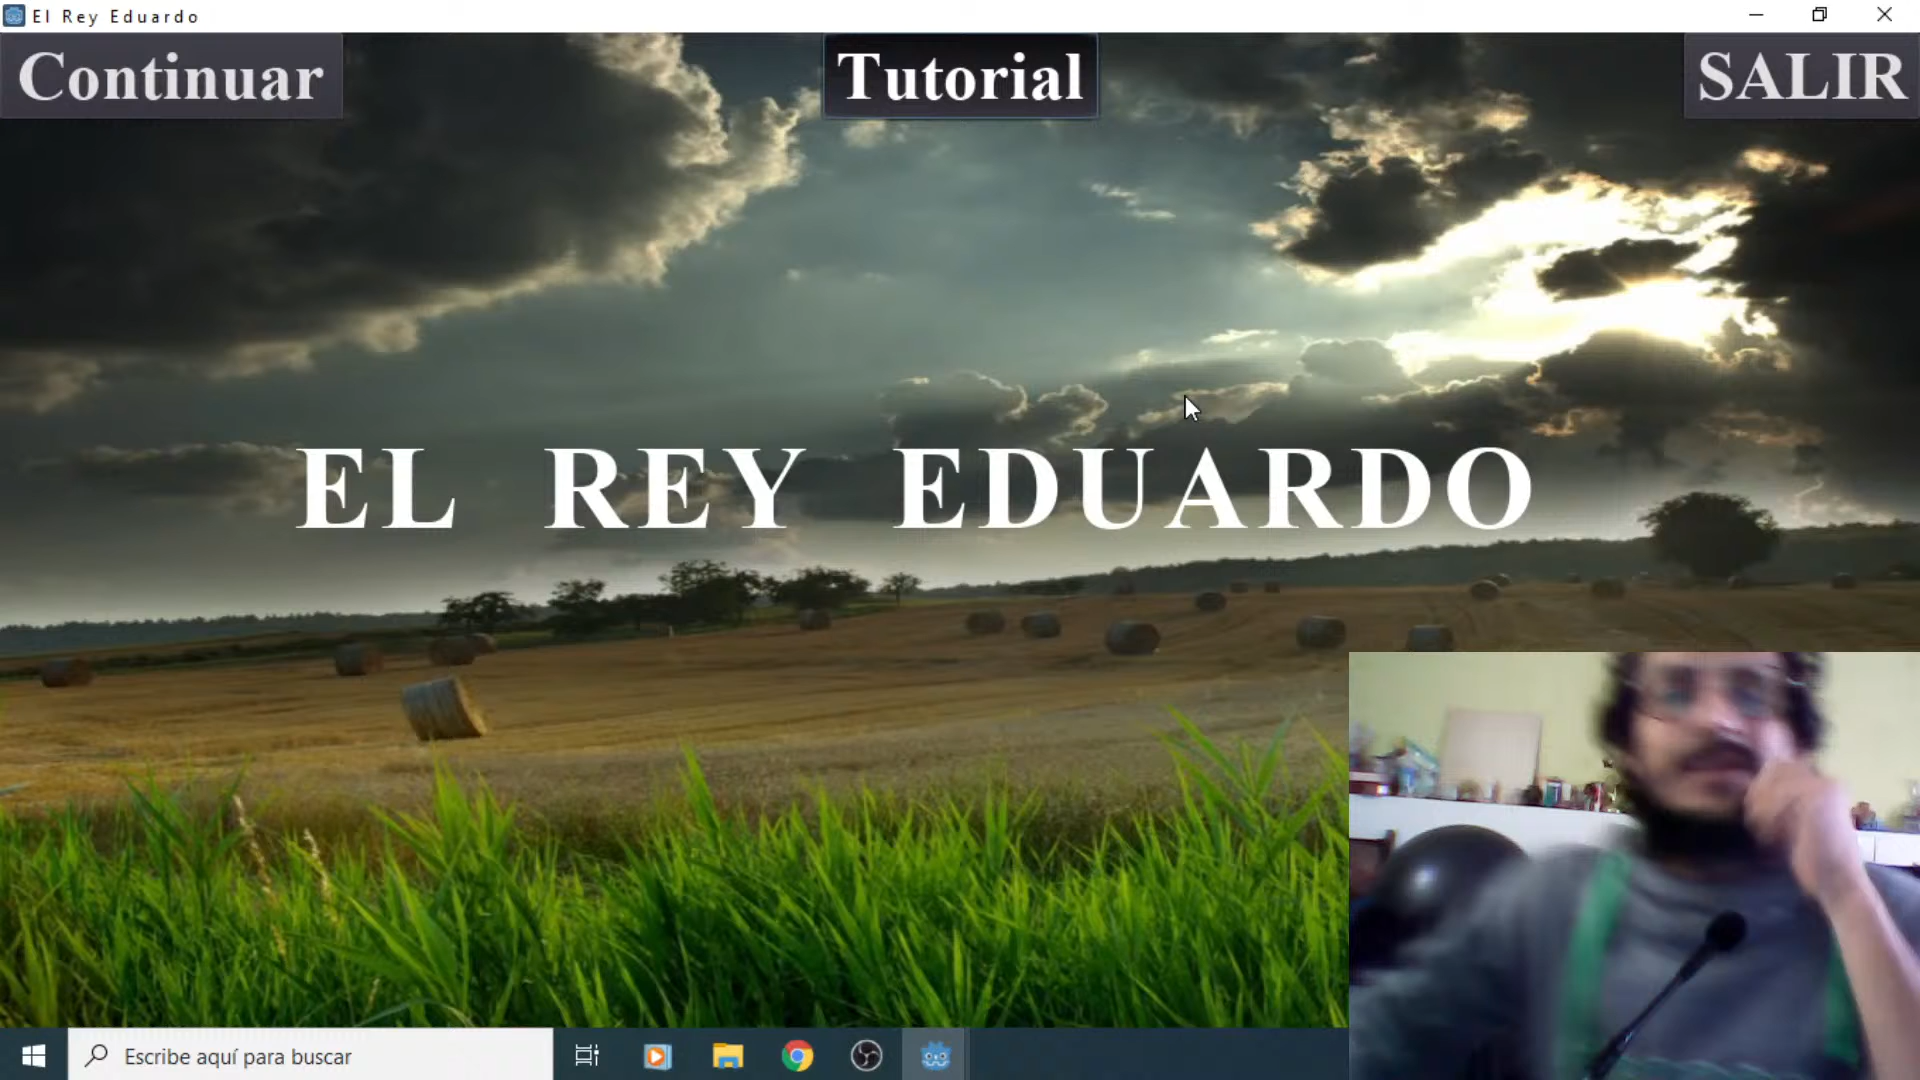 El Rey Eduardo
Continuar
Tutorial
SALIR
EL REY EDUARDO
Escribe aquí para buscar